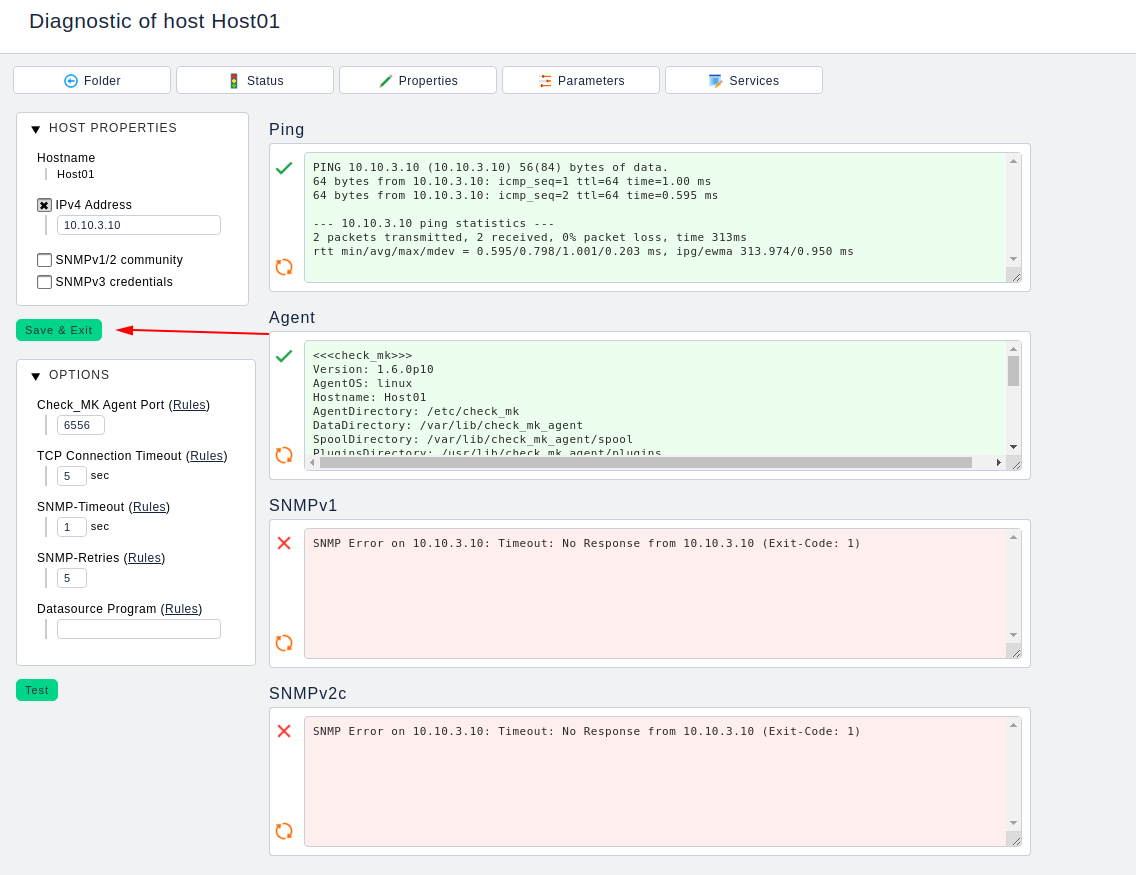 Diagnostic of host Host01
Folder
Status
Properties
Parameters
Services
HOST PROPERTIES
Hostname
Host01
IPv4 Address
10.10.3.10
SNMPv1/2 community
SNMPv3 credentials
Save & Exit
OPTIONS
Check_MK Agent Port (Rules)
6556
TCP Connection Timeout (Rules)
5 sec
SNMP-Timeout (Rules)
1 sec
SNMP-Retries (Rules)
5
Datasource Program (Rules)
Test
Ping
PING 10.10.3.10 (10.10.3.10) 56(84) bytes of data.
64 bytes from 10.10.3.10: icmp_seq=1 ttl=64 time=1.00 ms
64 bytes from 10.10.3.10: icmp_seq=2 ttl=64 time=0.595 ms
--- 10.10.3.10 ping statistics ---
2 packets transmitted, 2 received, 0% packet loss, time 313ms
rtt min/avg/max/mdev = 0.595/0.798/1.001/0.203 ms, ipg/ewma 313.974/0.950 ms
Agent
<<<check_mk>>>
Version: 1.6.0p10
AgentOS: linux
Hostname: Host01
AgentDirectory: /etc/check_mk
DataDirectory: /var/lib/check_mk_agent
SpoolDirectory: /var/lib/check_mk_agent/spool
PluginsDirectory: /usr/lib/check_mk_agent/plugins
SNMPv1
SNMP Error on 10.10.3.10: Timeout: No Response from 10.10.3.10 (Exit-Code: 1)
SNMPv2c
SNMP Error on 10.10.3.10: Timeout: No Response from 10.10.3.10 (Exit-Code: 1)